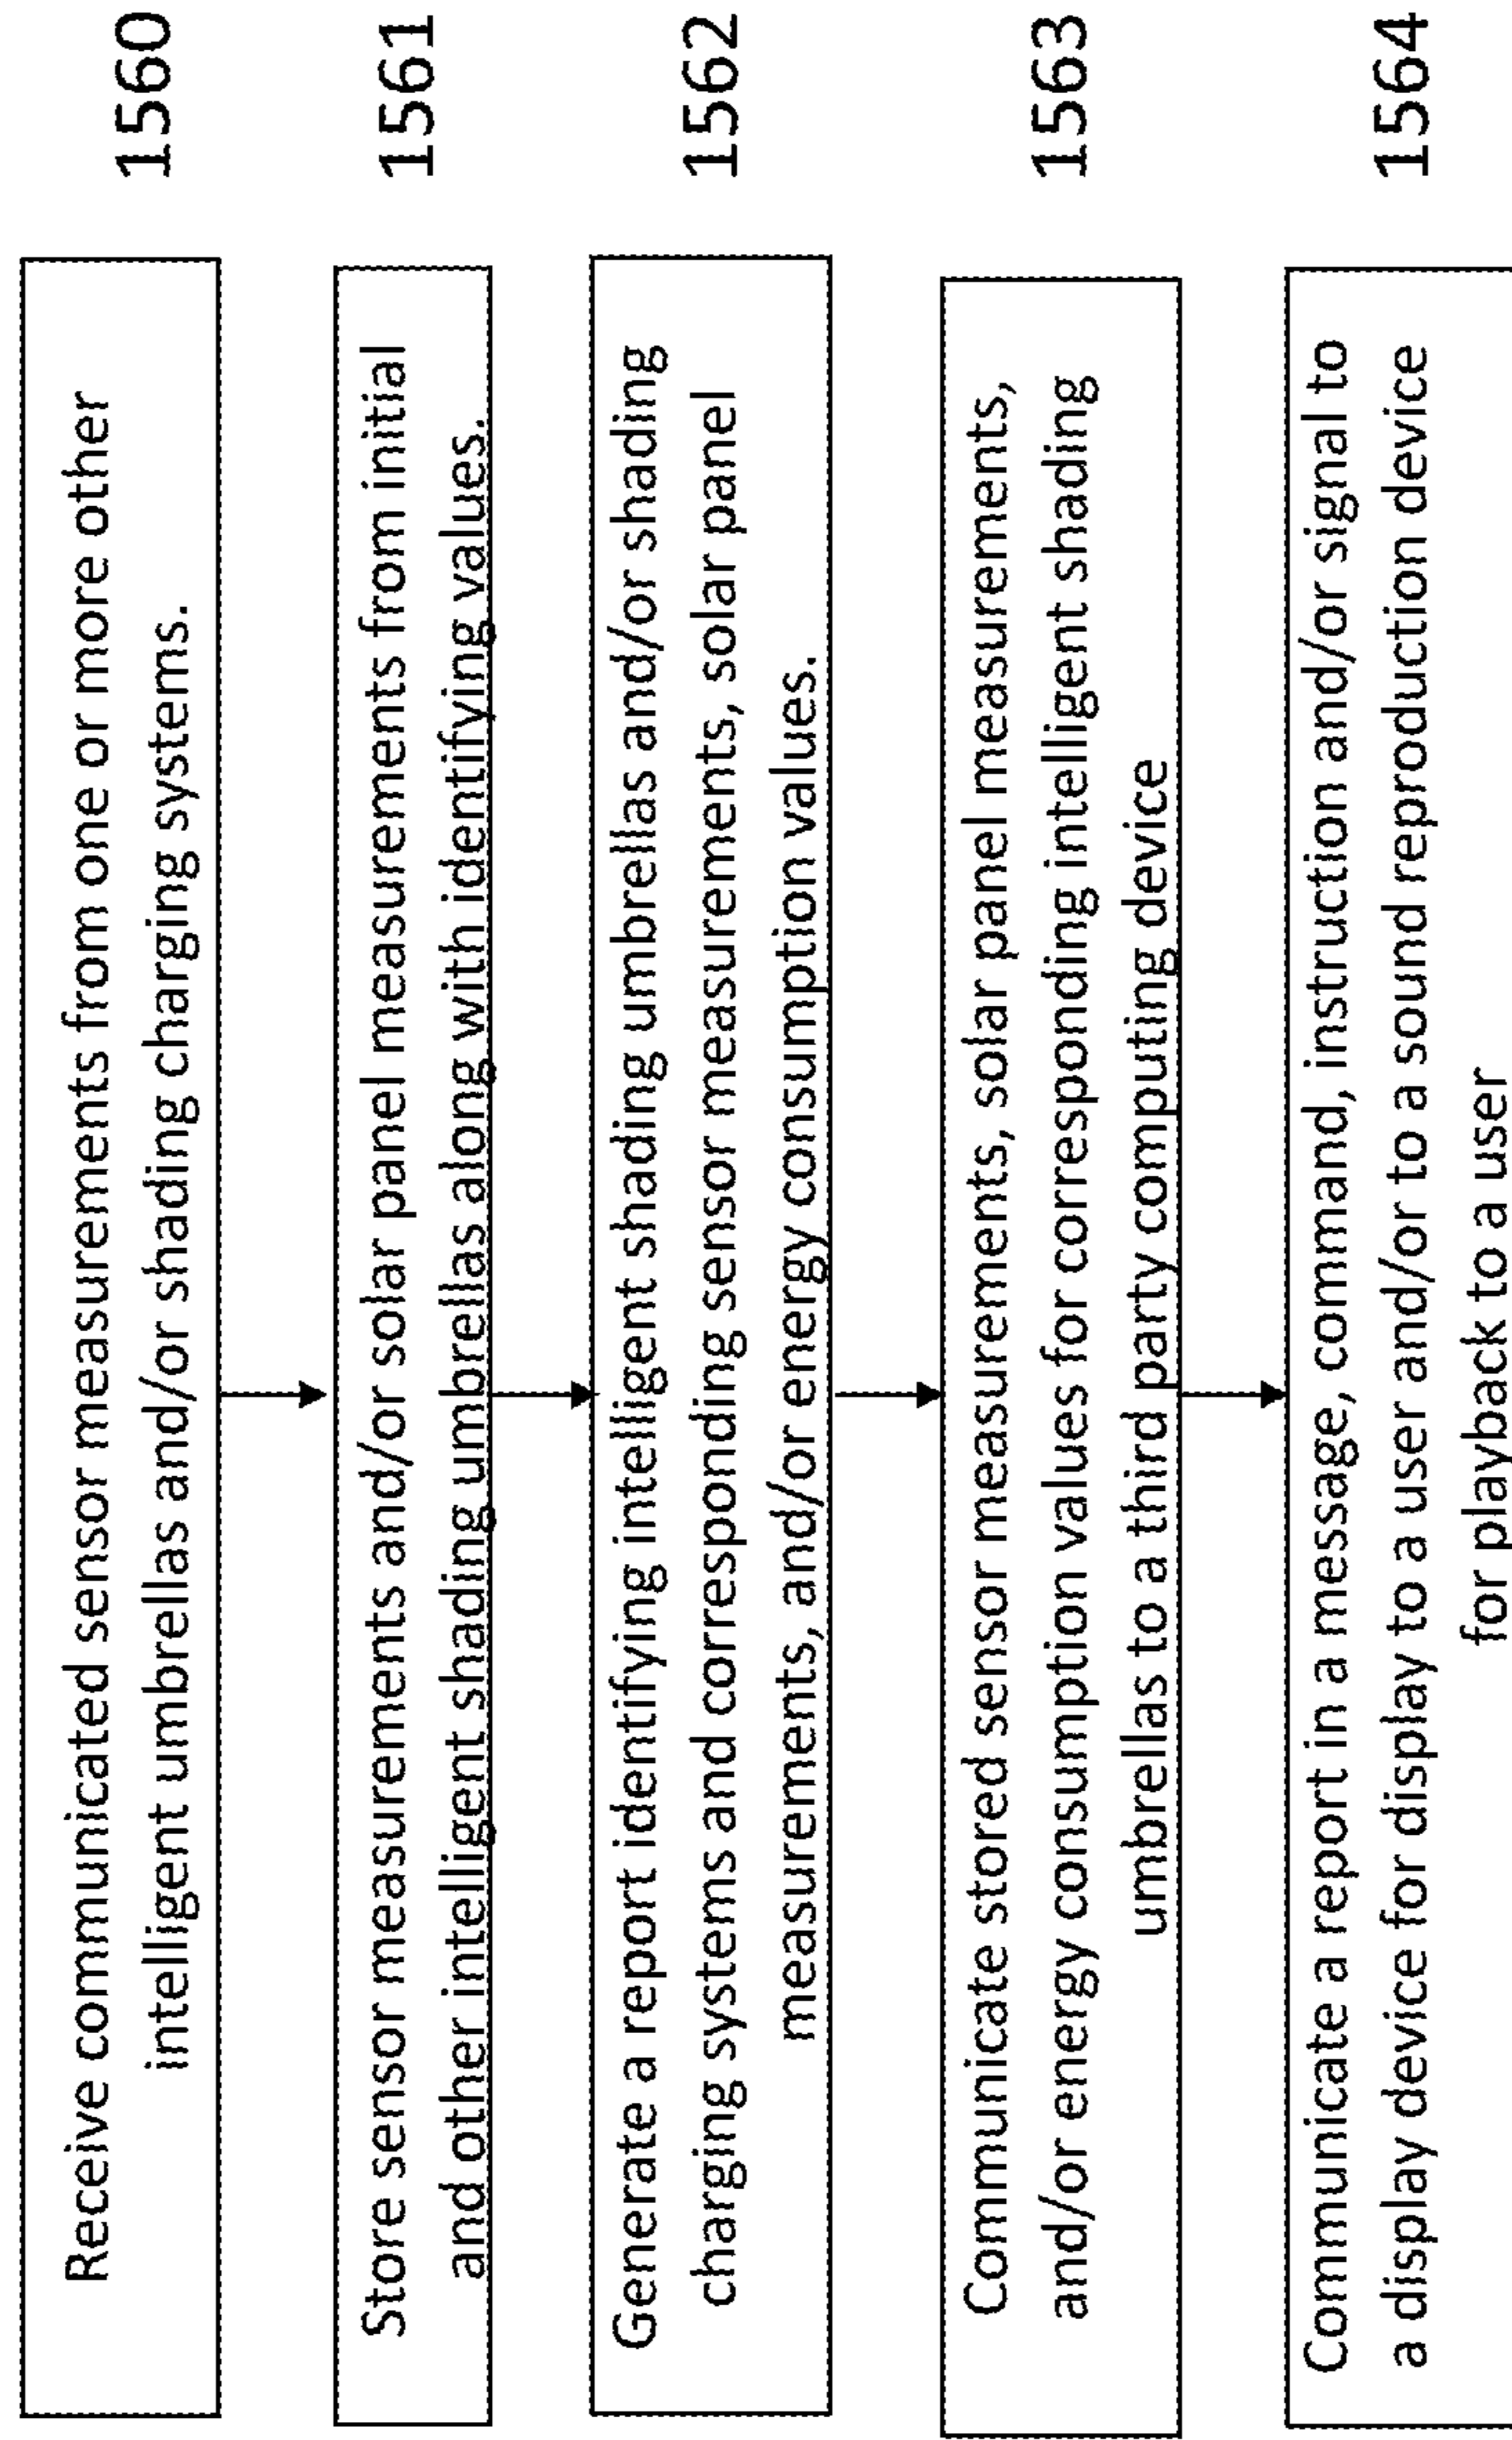 Receive communicated sensor measurements from one or more other
intelligent umbrellas and/or shading charging systems.
1560
Store sensor measurements and/or solar panel measurements from initial
and other intelligent shading umbrellas along with identifying values.
1561
Generate a report identifying intelligent shading umbrellas and/or shading
charging systems and corresponding sensor measurements, solar panel
measurements, and/or energy consumption values.
1562
Communicate stored sensor measurements, solar panel measurements,
and/or energy consumption values for corresponding intelligent shading
umbrellas to a third party computing device
1563
Communicate a report in a message, command, instruction and/or signal to
a display device for display to a user and/or to a sound reproduction device
for playback to a user
1564